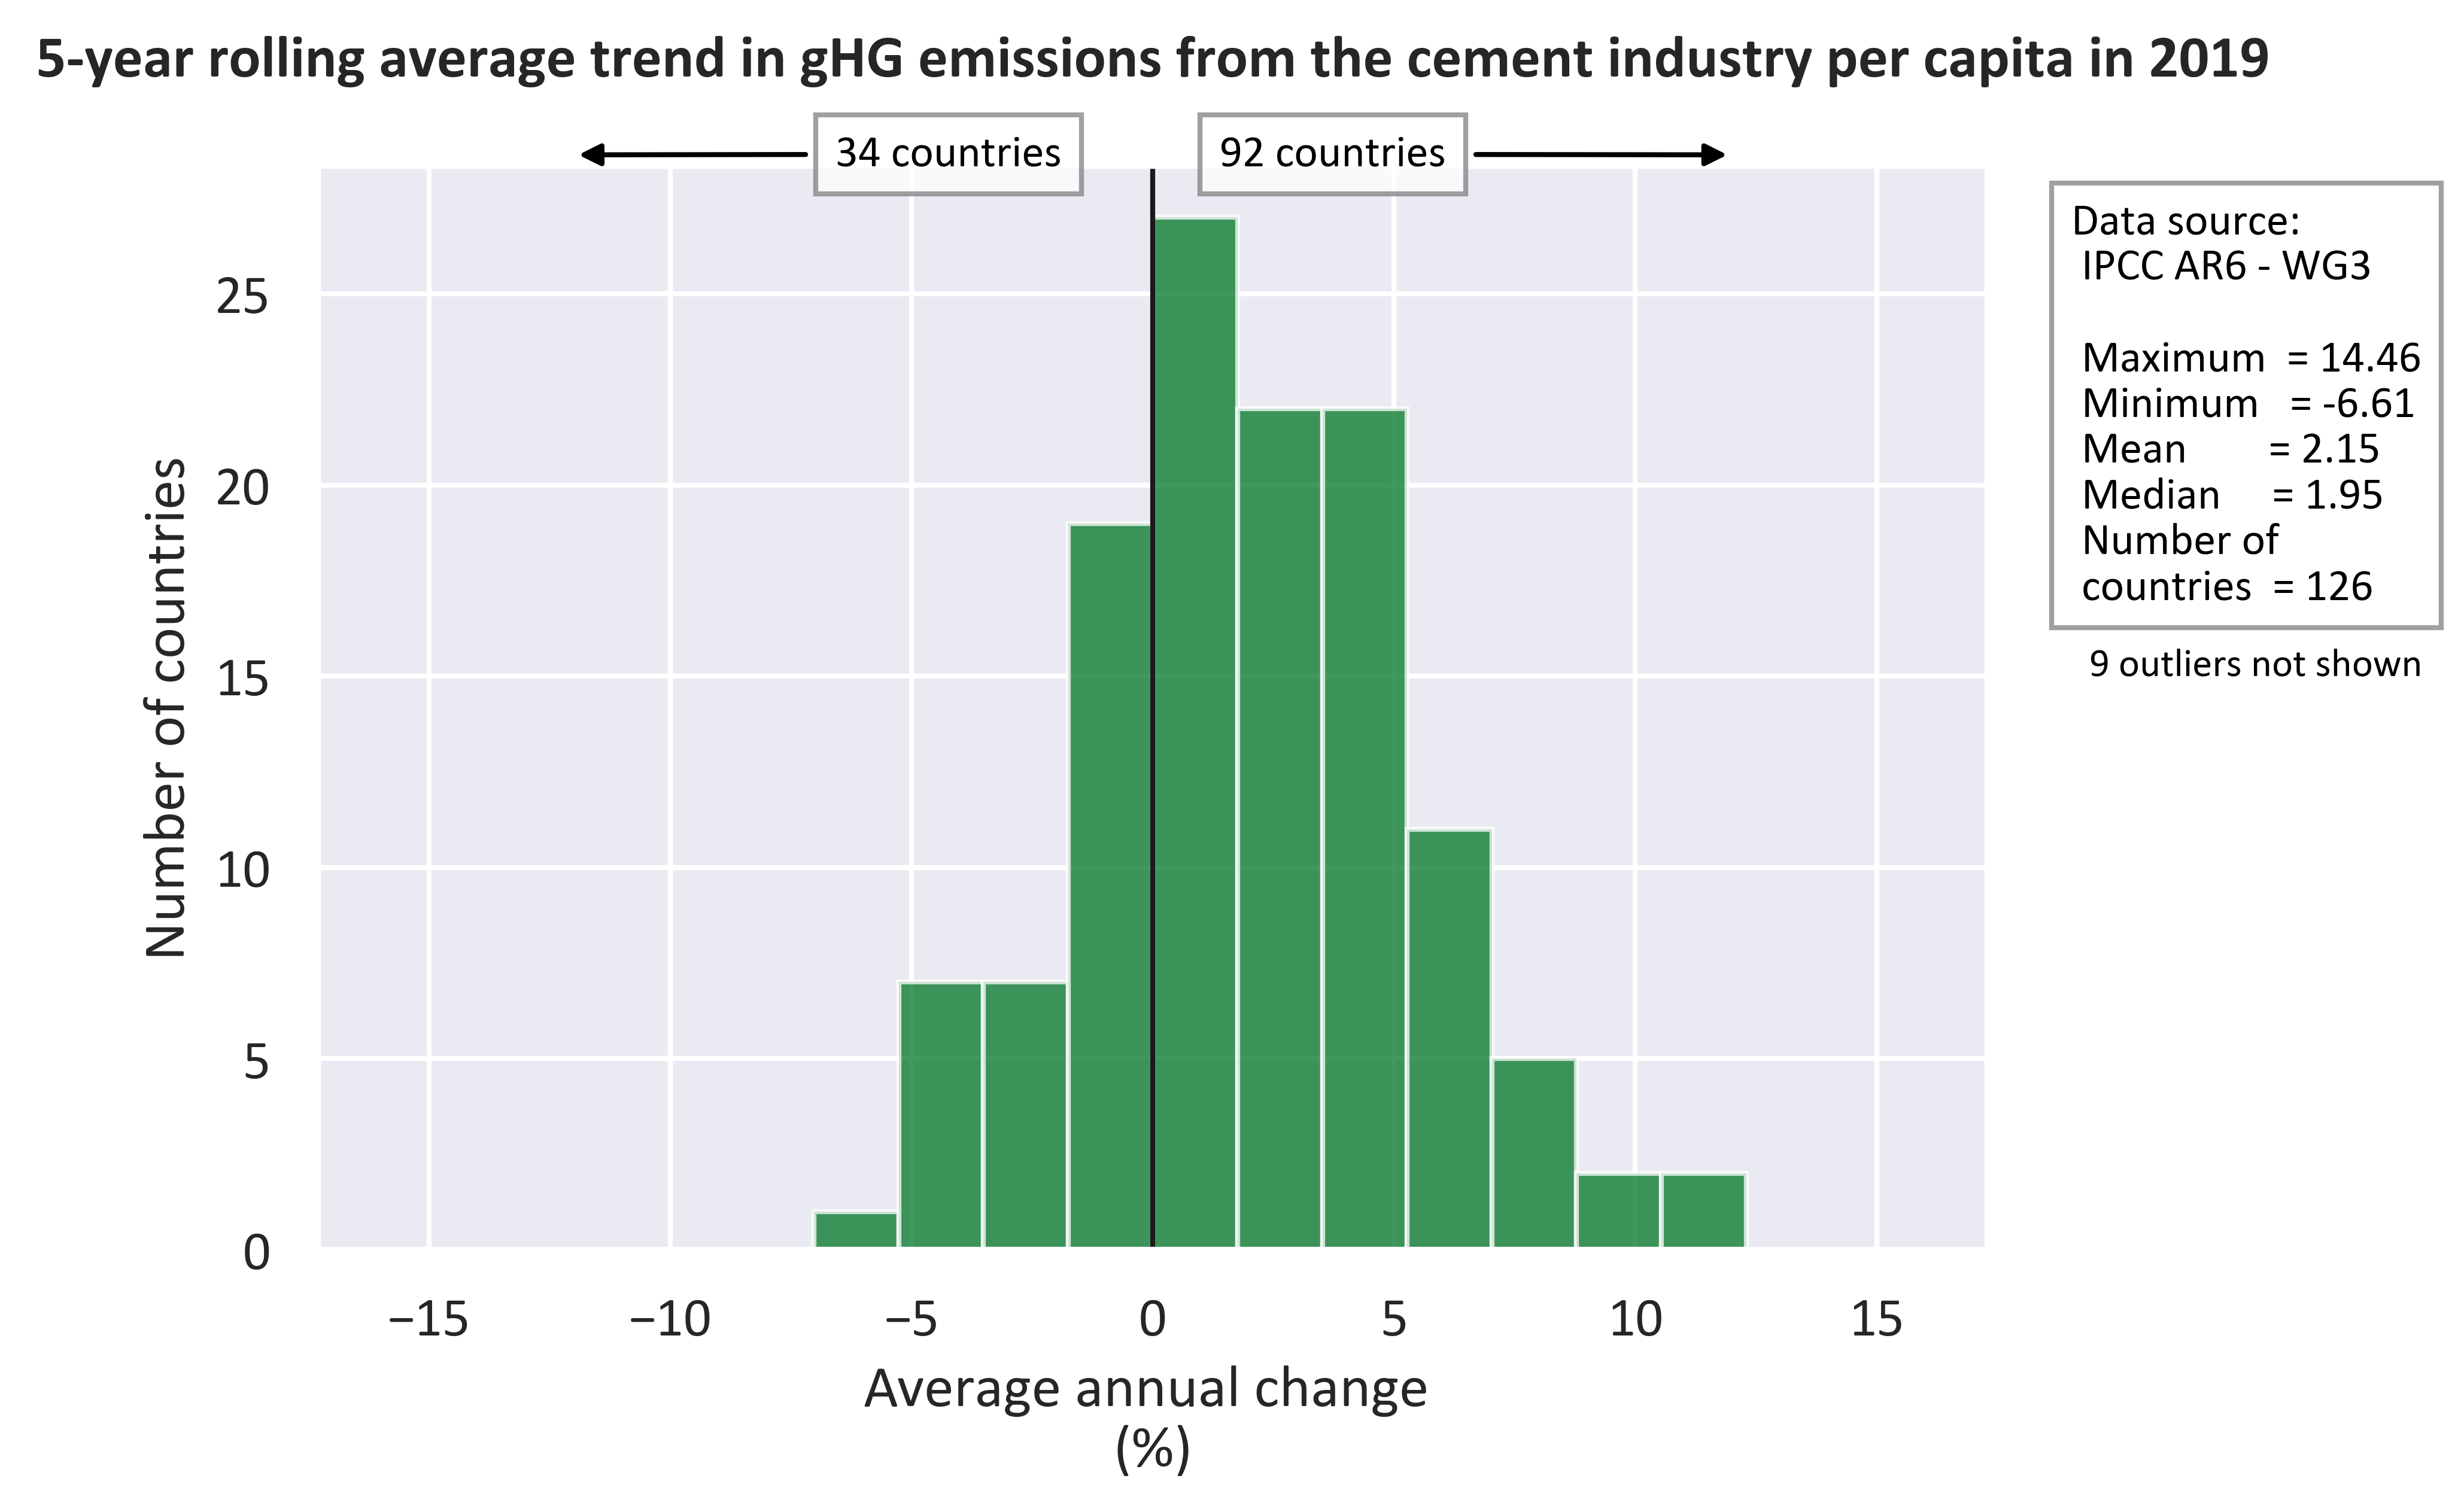 5-year rolling average trend in gHG emissions from the cement industry per capita in 2019
34 countries
92 countries
Data source:
IPCC AR6 - WG3
Maximum = 14.46
Minimum = -6.61
Mean = 2.15
Median = 1.95
Number of
countries = 126
9 outliers not shown
Number of countries
25
20
15
10
5
0
−15
−10
−5
0
5
10
15
Average annual change
(%)